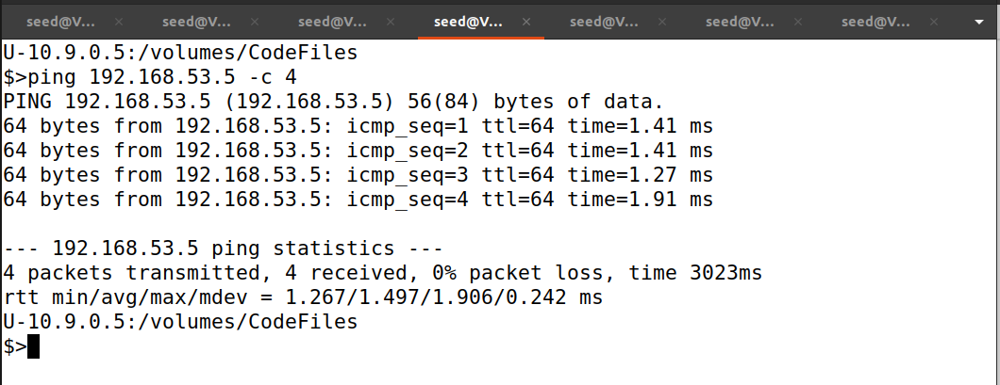 seed@V... × seed@V... × seed@V... × seed@V... × seed@V... × seed@V... × seed@V... ×
U-10.9.0.5:/volumes/CodeFiles
$>ping 192.168.53.5 -c 4
PING 192.168.53.5 (192.168.53.5) 56(84) bytes of data.
64 bytes from 192.168.53.5: icmp_seq=1 ttl=64 time=1.41 ms
64 bytes from 192.168.53.5: icmp_seq=2 ttl=64 time=1.41 ms
64 bytes from 192.168.53.5: icmp_seq=3 ttl=64 time=1.27 ms
64 bytes from 192.168.53.5: icmp_seq=4 ttl=64 time=1.91 ms
--- 192.168.53.5 ping statistics ---
4 packets transmitted, 4 received, 0% packet loss, time 3023ms
rtt min/avg/max/mdev = 1.267/1.497/1.906/0.242 ms
U-10.9.0.5:/volumes/CodeFiles
$>